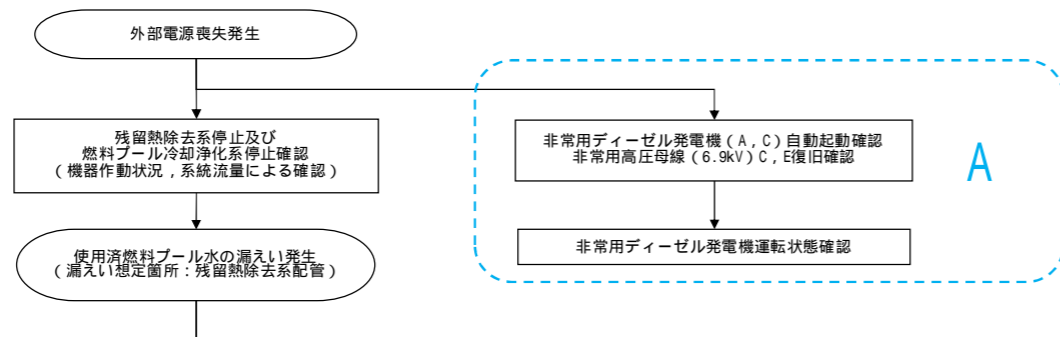 外部電源喪失発生
残留熱除去系停止及び
燃料プール冷却浄化系停止確認
(機器作動状況,系統流量による確認)
使用済燃料プール水の漏えい発生
(漏えい想定箇所:残留熱除去系配管)
非常用ディーゼル発電機(A,C)自動起動確認
非常用高圧母線(6.9kV)C,E復旧確認
非常用ディーゼル発電機運転状態確認
A